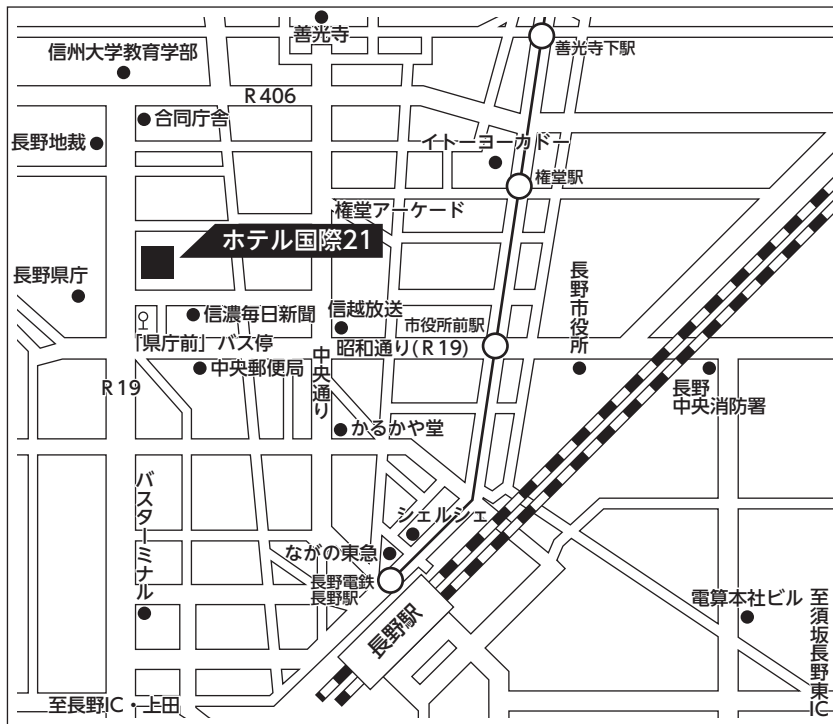 善光寺
善光寺下駅
信州大学教育学部
R 406
合同庁舎
長野地裁
イトーヨーカドー
権堂駅
権堂アーケード
ホテル国際21
長野県庁
信濃毎日新聞
信越放送
長野市役所
市役所前駅
「県庁前」バス停
昭和通り(R 19)
中央郵便局
中央通り
R 19
長野
中央消防署
かるかや堂
バスターミナル
シェルシェ
ながの東急
長野電鉄
長野駅
長野駅
電算本社ビル
至須坂長野東IC
至長野IC・上田